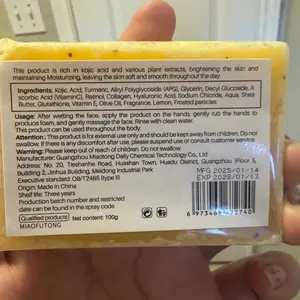 This product is rich in kojic acid and various plant extracts, brightening the skin and
maintaining Moisturizing, leaving the skin soft and smooth throughout the day.
Ingredients: Kojic Acid, Turmeric, Alkyl Polyglycoside (APG), Glycerin, Decyl Glucoside, A
scorbic acid (VitaminC), Retinol, Collagen, Hyaluronic Acid, Sodium Chloride, Aqua, Shea
Butter, Glutathione, Vitamin E, Olive Oil, Fragrance, Lemon, Frosted particles
Usage: After wetting the face, apply the product on the hands, gently rub the hands to
produce foam, and gently massage the face. Rinse with clean water.
This can be used throughout the body.
Attention: This product is for external use only and should be kept away from children. Do not
swallow. If there is any discomfort after use, please suspend use or consult customer service.
Warning: Please keep out of reach of children. Do not swallow.
Manufacturer: Guangzhou Miaotong Daily Chemical Technology Co., Ltd
Address: No. 20, Tieshanhe Road, Huashan Town, Huadu District, Guangzhou (Floor 5,
Building 2, Jinhua Building, Meidong Industrial Park
Executive standard: GB/T2485 (type II)
Origin: Made in China
Shelf life: Three years
Production batch number and restricted
date can be found in the spray code
Qualified products Net content: 100g
MIAOFUTONG
MFG 2025/01/14
EXP 2028/01/13
6 973469 272740